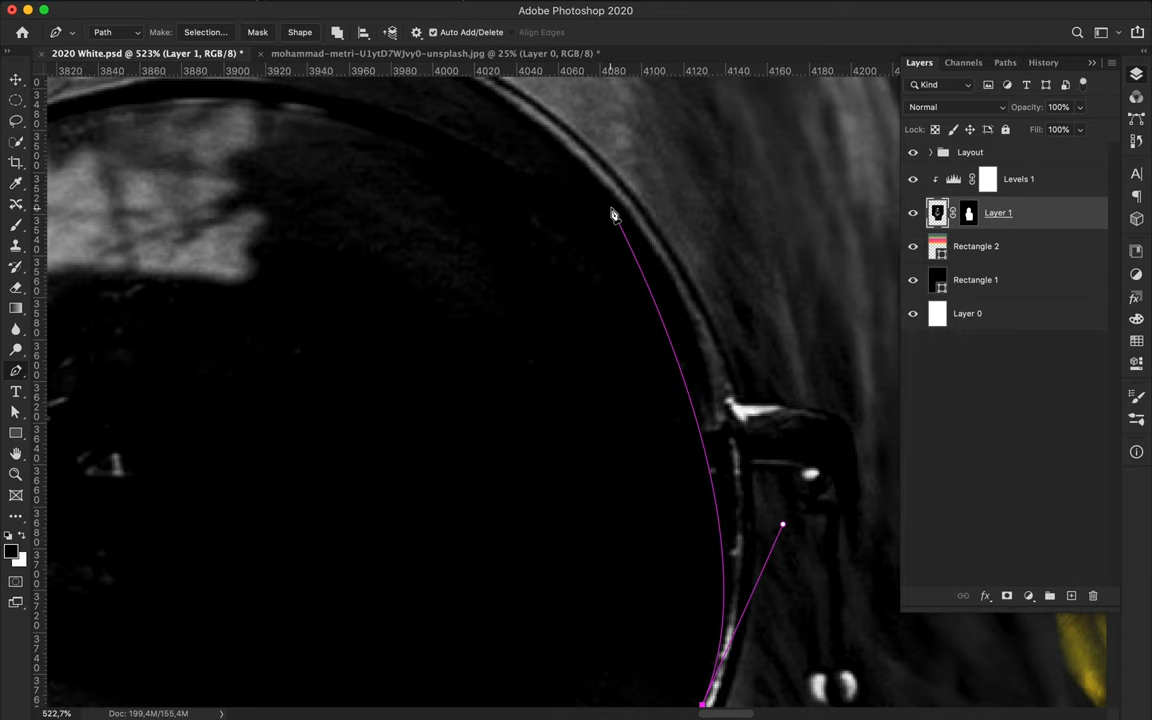 Adobe Photoshop 2020
Path
Make:
Selection...
Mask
Shape
Auto Add/Delete
Align Edges
2020 White.psd @ 523% (Layer 1, RGB/8) *
mohammad-metri-U1ytD7WJvy0-unsplash.jpg @ 25% (Layer 0, RGB/8) *
3820 3840 3860 3880 3900 3920 3940 3960 3980 4000 4020 4040 4060 4080 4100 4120 4140 4160 4180 4200
Layers
Channels
Paths
History
Kind
Normal
Opacity: 100%
Lock:
Fill: 100%
Layout
Levels 1
Layer 1
Rectangle 2
Rectangle 1
Layer 0
522,7%
Doc: 199,4M/155,4M